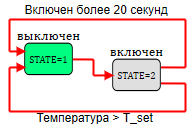 Включен более 20 секунд
выключен
включен
STATE=1
STATE=2
Температура > T_set